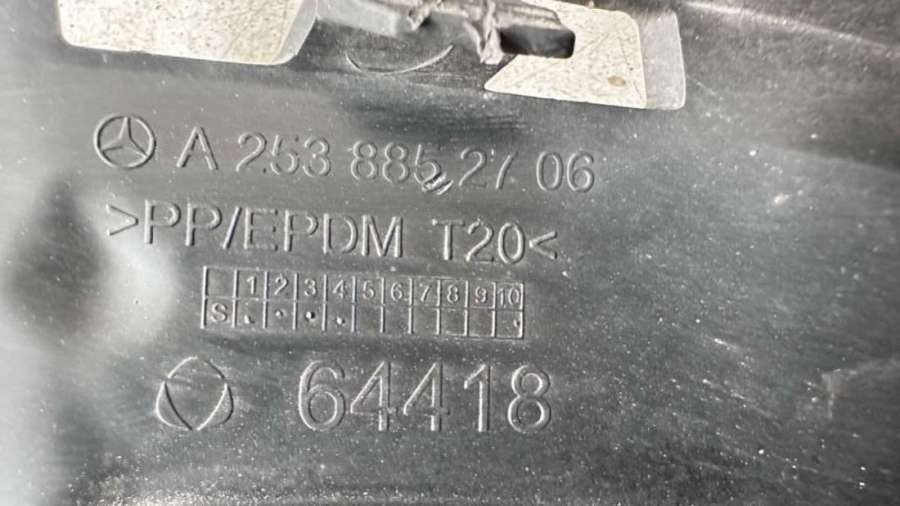 A 253 885 27 06
>PP/EPDM T20<
1 2 3 4 5 6 7 8 9 10
S
64418